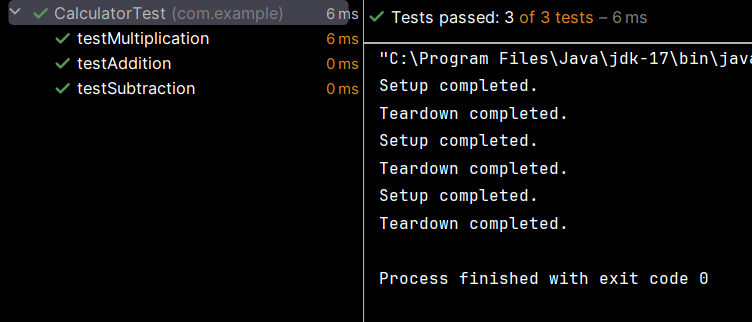 CalculatorTest (com.example) 6 ms
testMultiplication 6 ms
testAddition 0 ms
testSubtraction 0 ms
Tests passed: 3 of 3 tests – 6 ms
"C:\Program Files\Java\jdk-17\bin\java
Setup completed.
Teardown completed.
Setup completed.
Teardown completed.
Setup completed.
Teardown completed.
Process finished with exit code 0